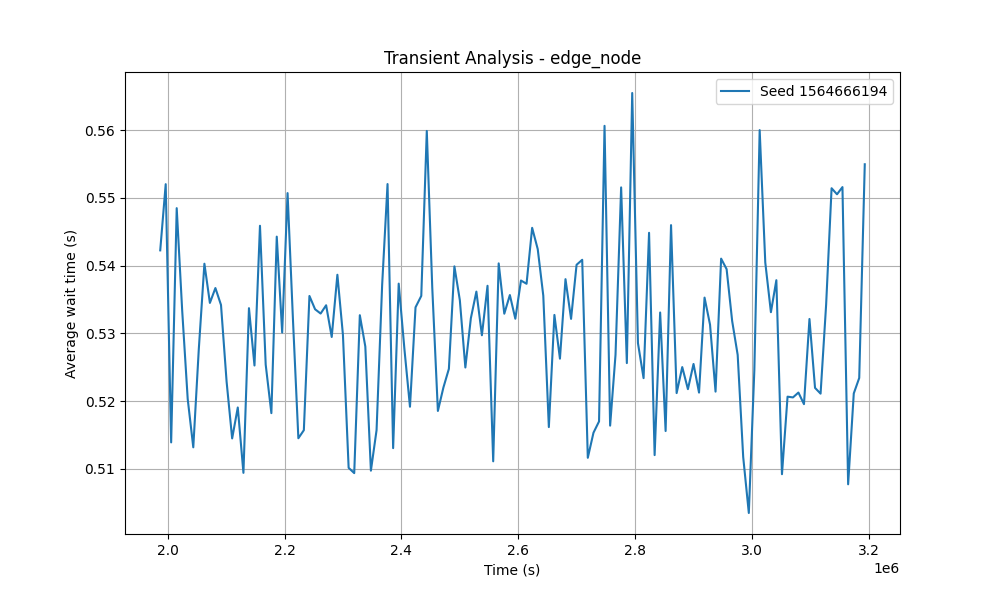 Transient Analysis - edge_node
Seed 1564666194
Average wait time (s)
0.56
0.55
0.54
0.53
0.52
0.51
2.0 2.2 2.4 2.6 2.8 3.0 3.2
1e6
Time (s)